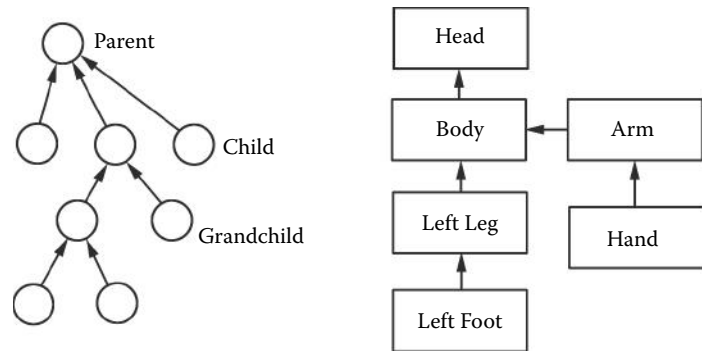 Parent
Child
Grandchild
Head
Body
Arm
Left Leg
Hand
Left Foot